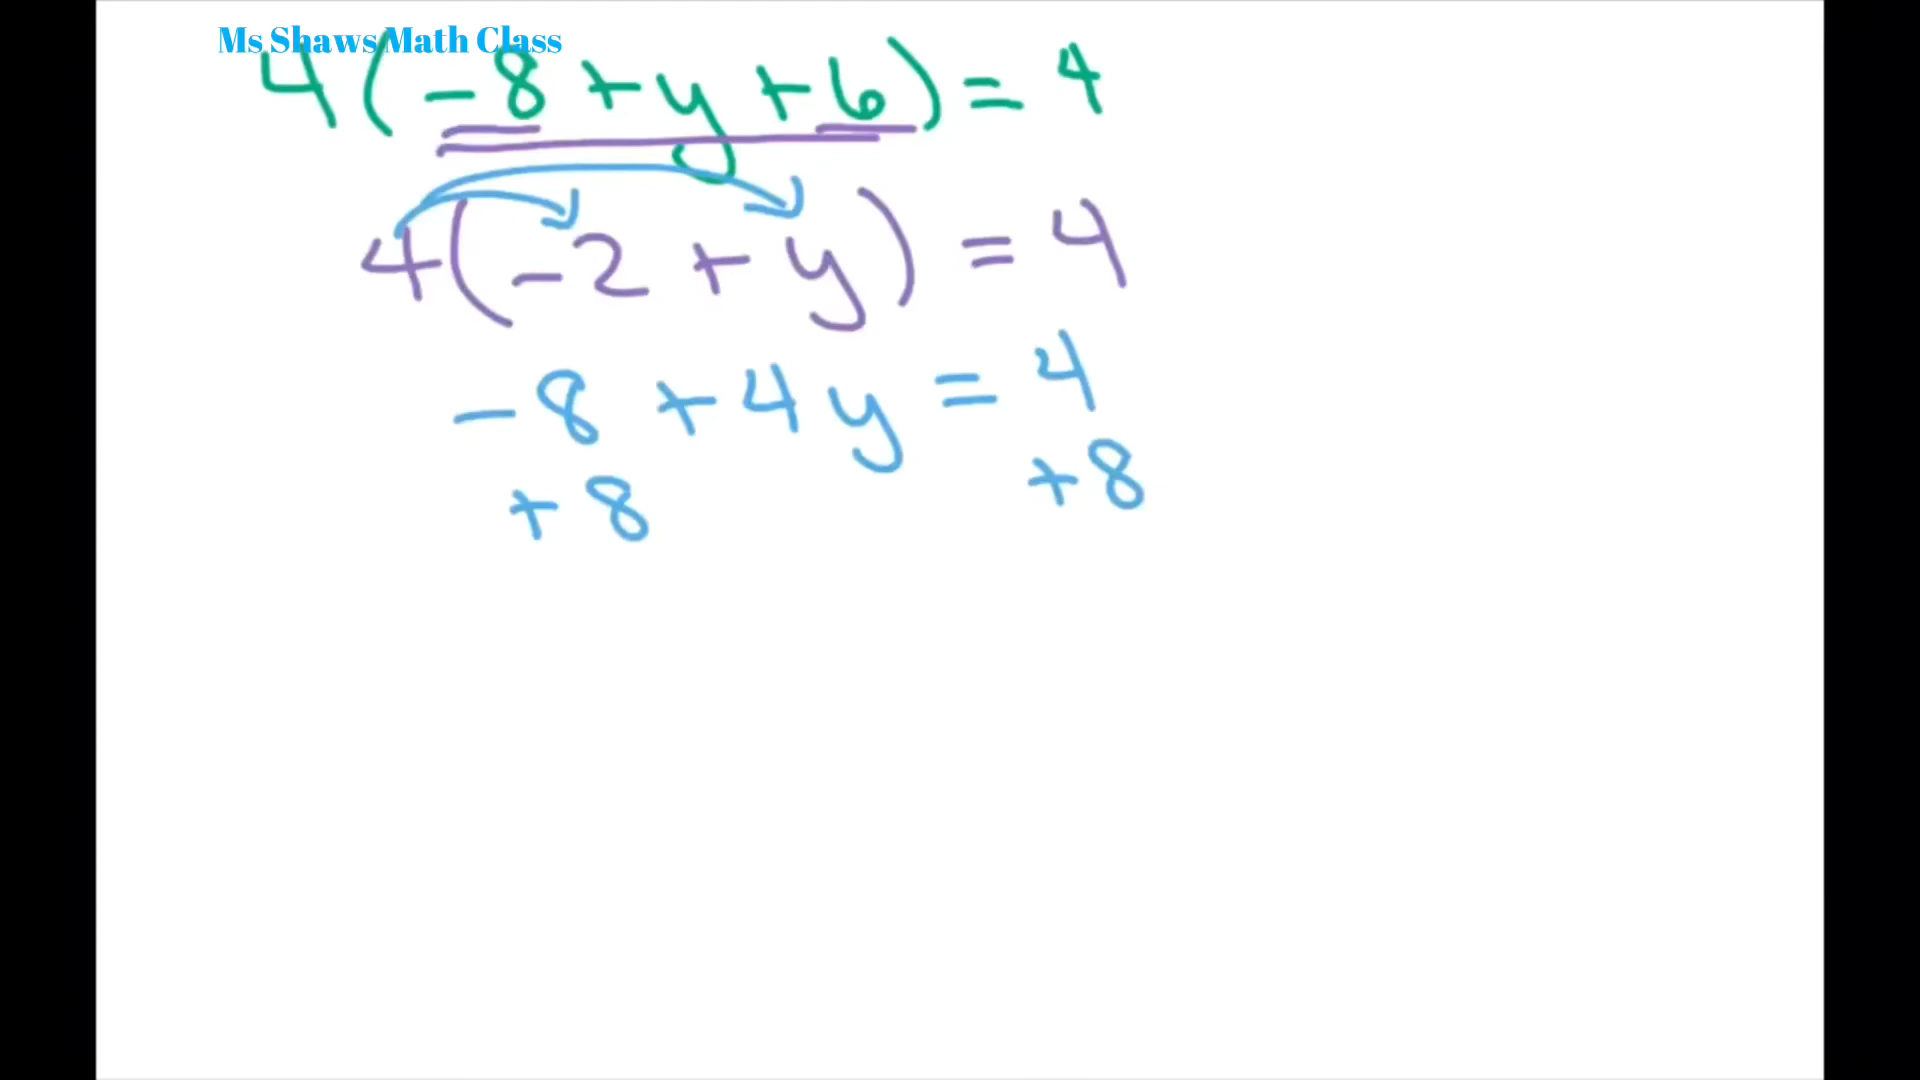 Ms Shaws Math Class
4(-8+y+6)=4
4(-2+y)=4
-8+4y=4
+8 +8